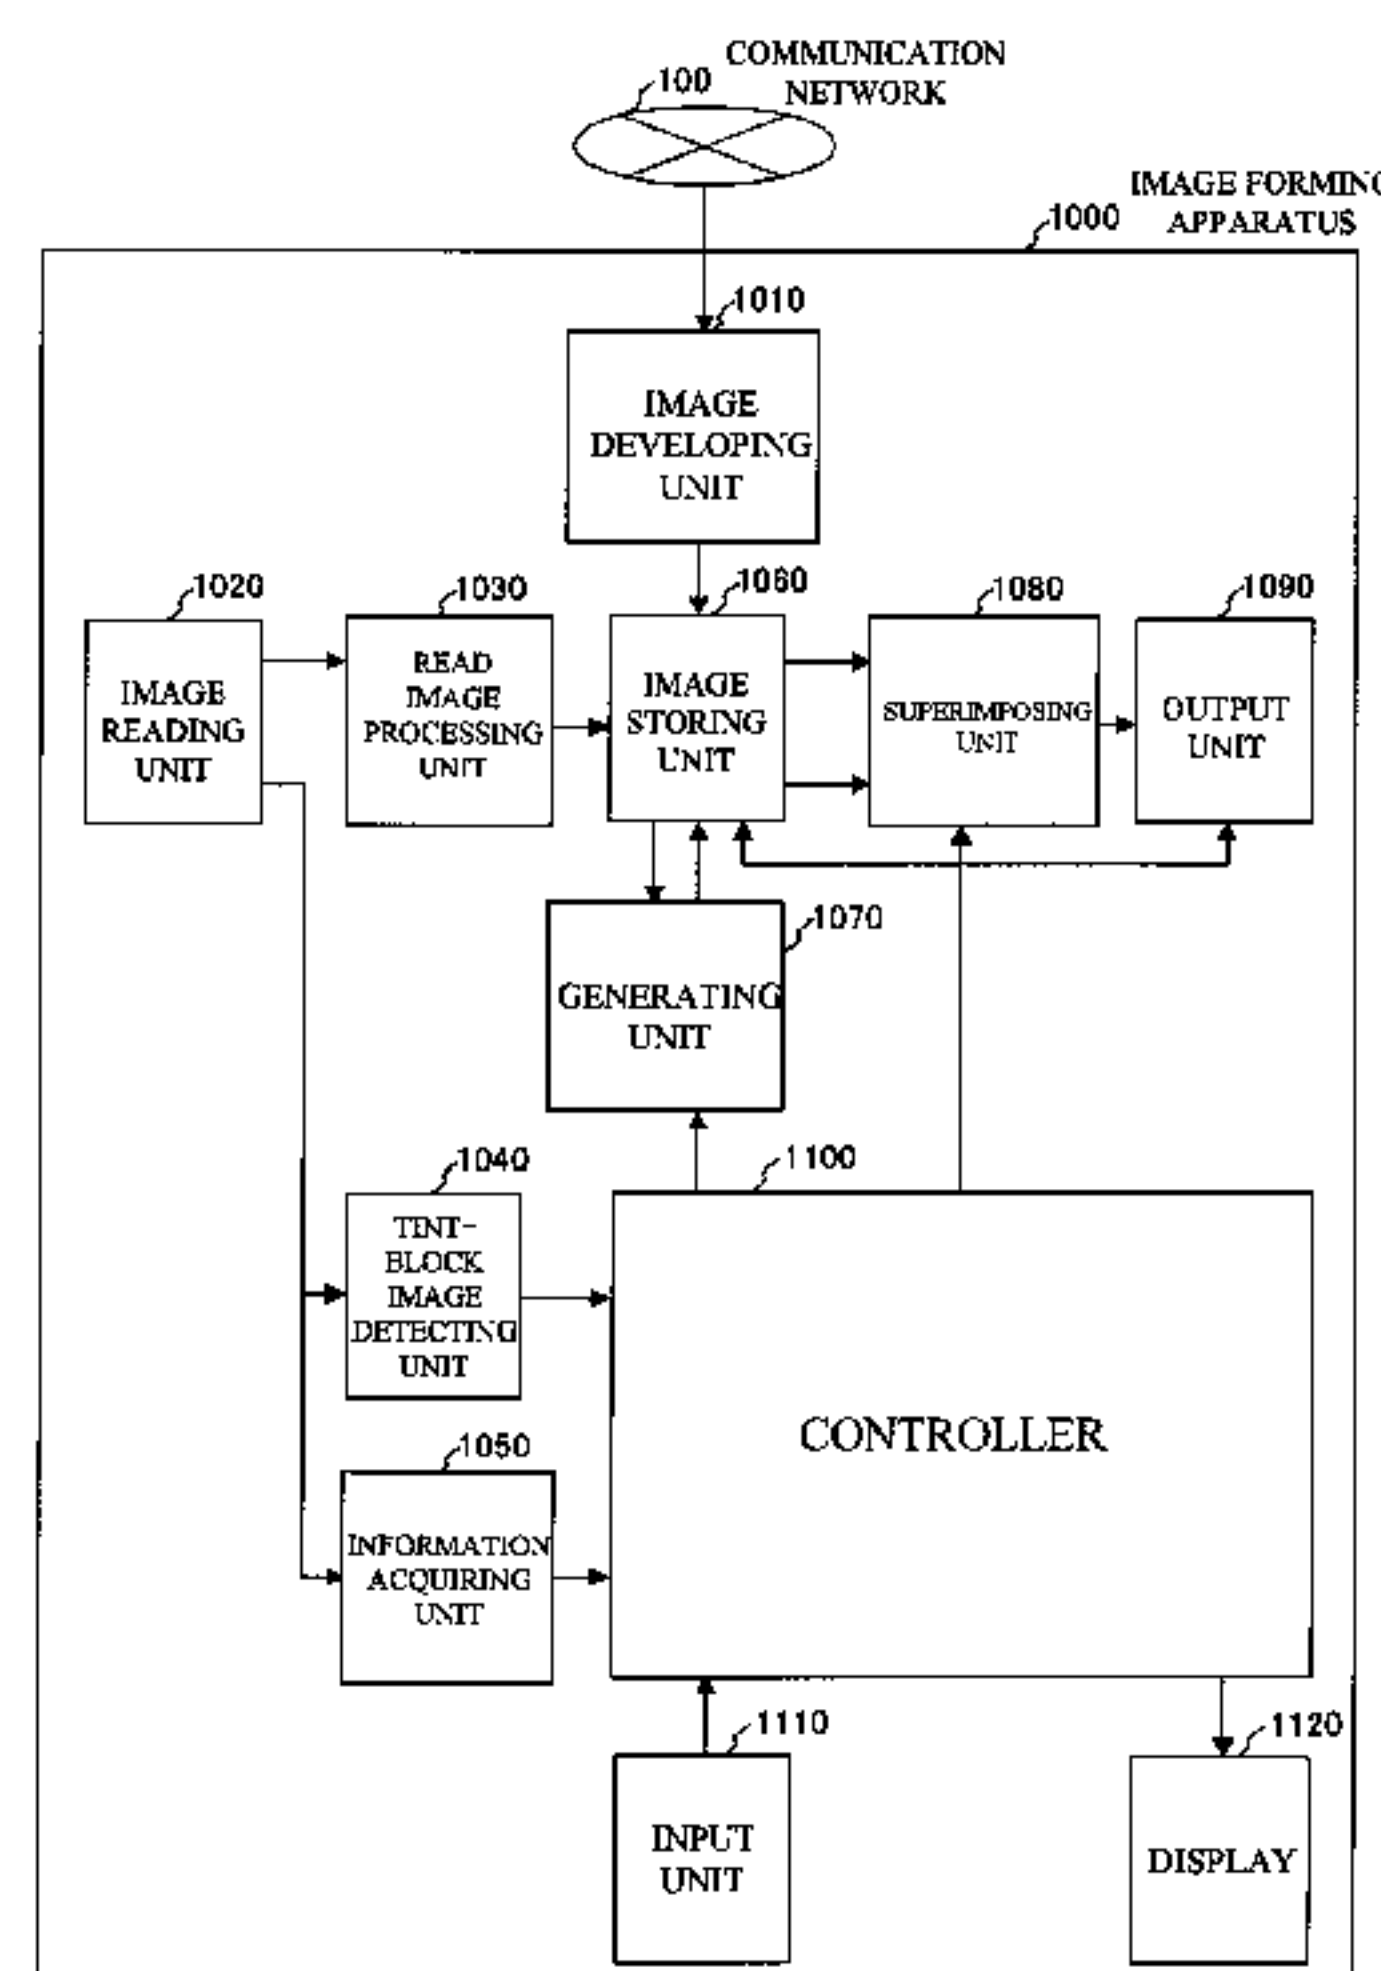 COMMUNICATION
NETWORK
100
IMAGE FORMING
APPARATUS
1000
1010
IMAGE
DEVELOPING
UNIT
1020
IMAGE
READING
UNIT
1030
READ
IMAGE
PROCESSING
UNIT
1060
IMAGE
STORING
UNIT
1080
SUPERIMPOSING
UNIT
1090
OUTPUT
UNIT
1070
GENERATING
UNIT
1040
TINT-
BLOCK
IMAGE
DETECTING
UNIT
1100
CONTROLLER
1050
INFORMATION
ACQUIRING
UNIT
1110
INPUT
UNIT
1120
DISPLAY